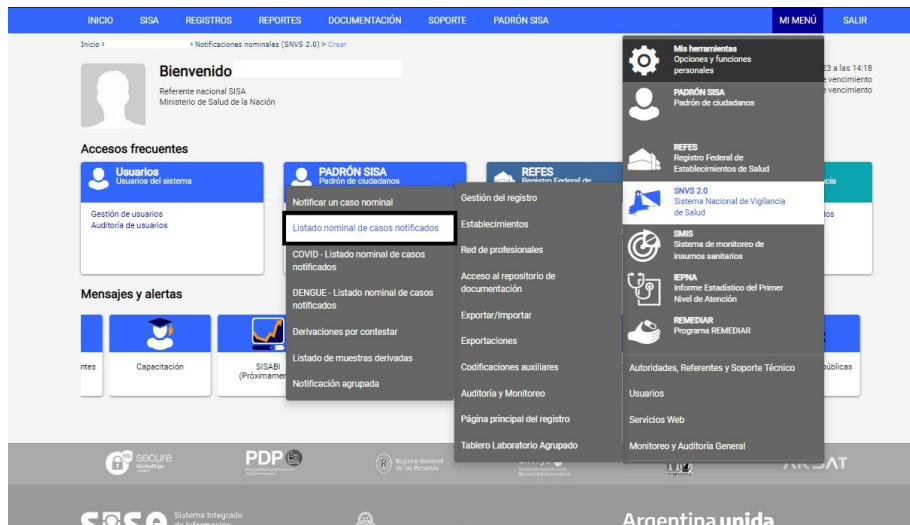 INICIO SISA REGISTROS REPORTES DOCUMENTACIÓN SOPORTE PADRÓN SISA MI MENÚ SALIR
Inicio > > Notificaciones nominales (SNVS 2.0) > Crear
Bienvenido
Referente nacional SISA
Ministerio de Salud de la Nación
23 a las 14:18
vencimiento
vencimiento
Accesos frecuentes
Usuarios
Usuarios del sistema
Gestión de usuarios
Auditoría de usuarios
PADRÓN SISA
Padrón de ciudadanos
REFES
Registro Federal de
Notificar un caso nominal
Listado nominal de casos notificados
COVID - Listado nominal de casos
notificados
DENGUE - Listado nominal de casos
notificados
Derivaciones por contestar
Listado de muestras derivadas
Notificación agrupada
Gestión del registro
Establecimientos
Red de profesionales
Acceso al repositorio de
documentación
Exportar/Importar
Exportaciones
Codificaciones auxiliares
Auditoría y Monitoreo
Página principal del registro
Tablero Laboratorio Agrupado
Mis herramientas
Opciones y funciones
personales
PADRÓN SISA
Padrón de ciudadanos
REFES
Registro Federal de
Establecimientos de Salud
SNVS 2.0
Sistema Nacional de Vigilancia
de Salud
SMIS
Sistema de monitoreo de
insumos sanitarios
IEPNA
Informe Estadístico del Primer
Nivel de Atención
REMEDIAR
Programa REMEDIAR
Autoridades, Referentes y Soporte Técnico
Usuarios
Servicios Web
Monitoreo y Auditoría General
Mensajes y alertas
ntes
Capacitación
SISABI
(Próximamen
úblicas
secure
GlobalSign
PDP
Registro Nacional
de las Personas
ARSAT
SISA
Sistema Integrado
de Información
Argentina unida